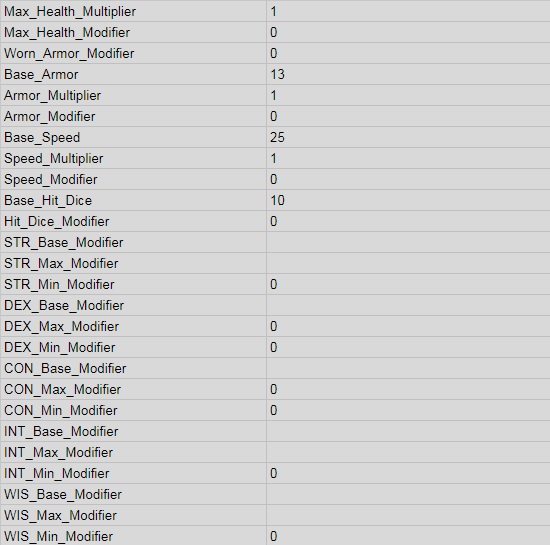 Max_Health_Multiplier 1
Max_Health_Modifier 0
Worn_Armor_Modifier 0
Base_Armor 13
Armor_Multiplier 1
Armor_Modifier 0
Base_Speed 25
Speed_Multiplier 1
Speed_Modifier 0
Base_Hit_Dice 10
Hit_Dice_Modifier 0
STR_Base_Modifier
STR_Max_Modifier
STR_Min_Modifier 0
DEX_Base_Modifier
DEX_Max_Modifier 0
DEX_Min_Modifier 0
CON_Base_Modifier
CON_Max_Modifier 0
CON_Min_Modifier 0
INT_Base_Modifier
INT_Max_Modifier
INT_Min_Modifier 0
WIS_Base_Modifier
WIS_Max_Modifier
WIS_Min_Modifier 0